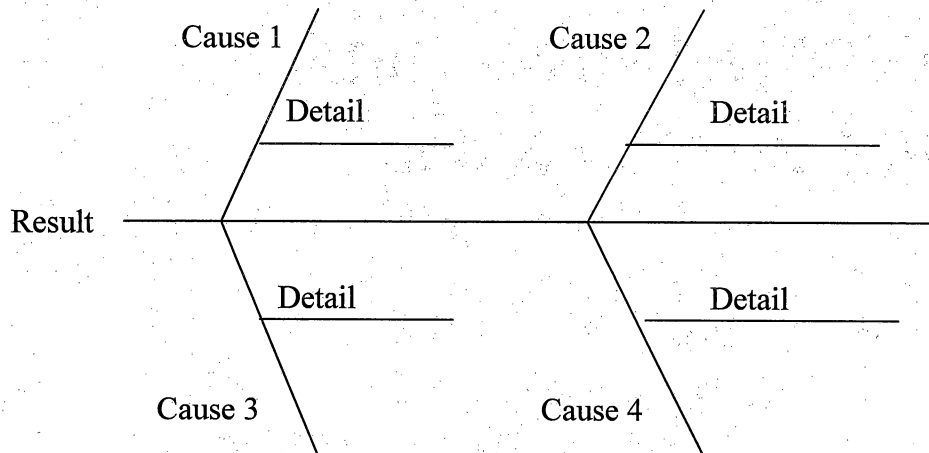 Cause 1
Cause 2
Detail
Detail
Result
Detail
Detail
Cause 3
Cause 4